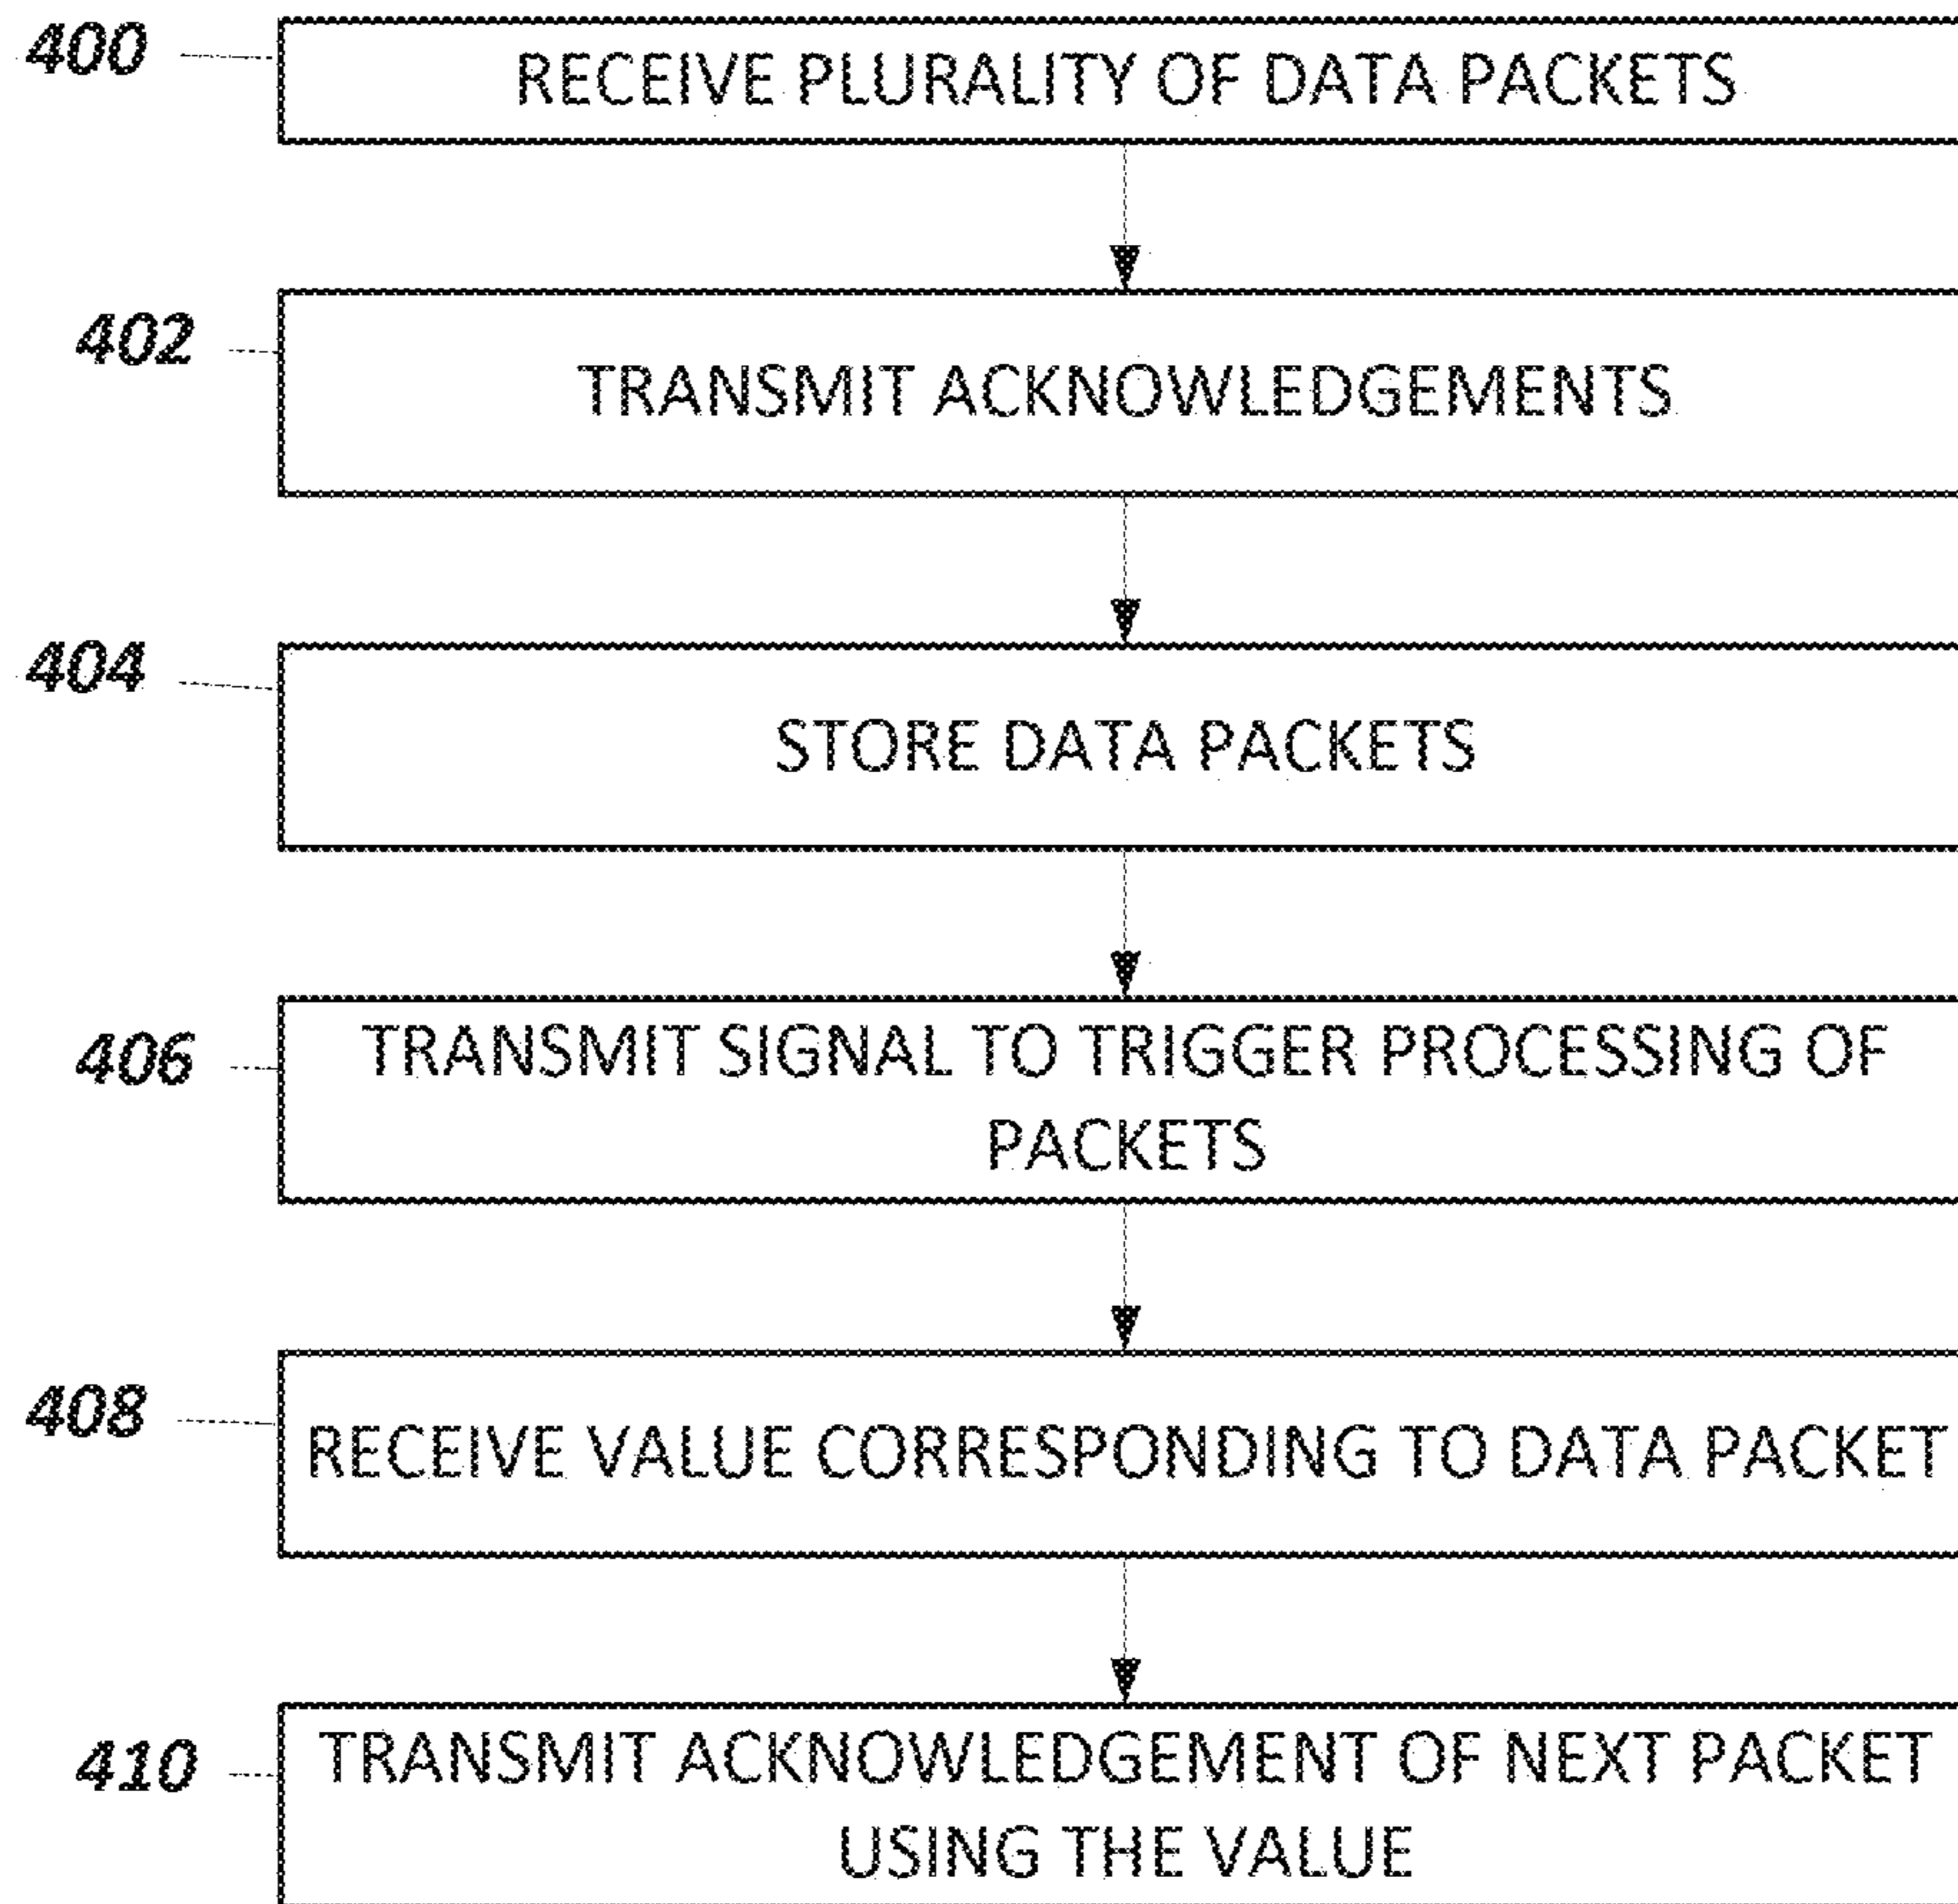 400
RECEIVE PLURALITY OF DATA PACKETS
402
TRANSMIT ACKNOWLEDGEMENTS
404
STORE DATA PACKETS
406
TRANSMIT SIGNAL TO TRIGGER PROCESSING OF
PACKETS
408
RECEIVE VALUE CORRESPONDING TO DATA PACKET
410
TRANSMIT ACKNOWLEDGEMENT OF NEXT PACKET
USING THE VALUE